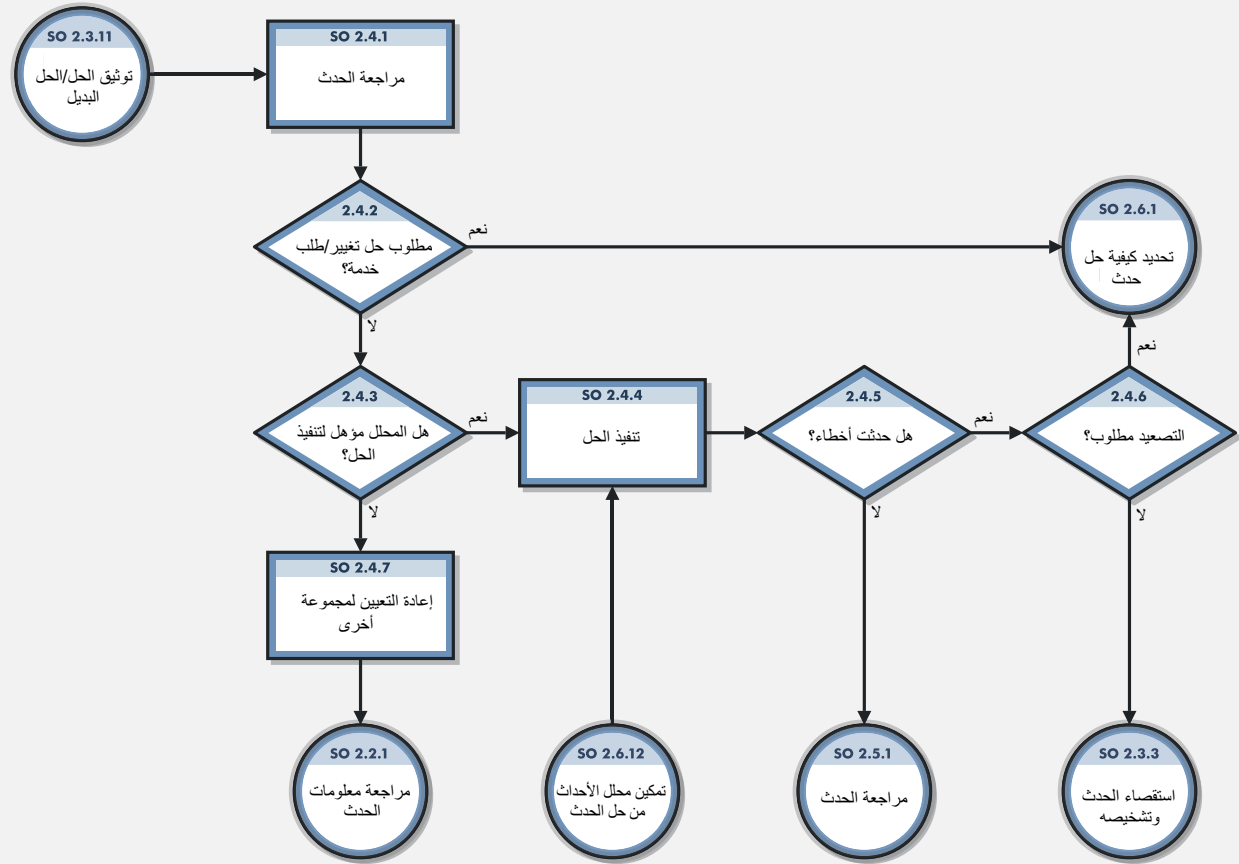 SO 2.3.11
توثيق الحل/الحل
البديل
SO 2.4.1
مراجعة الحدث
2.4.2
مطلوب حل تغيير/طلب
خدمة؟
نعم
لا
SO 2.6.1
تحديد كيفية حل
حدث
2.4.3
هل المحلل مؤهل لتنفيذ
الحل؟
نعم
لا
SO 2.4.4
تنفيذ الحل
2.4.5
هل حدثت أخطاء؟
نعم
لا
2.4.6
التصعيد مطلوب؟
نعم
لا
SO 2.4.7
إعادة التعيين لمجموعة
أخرى
SO 2.2.1
مراجعة معلومات
الحدث
SO 2.6.12
تمكين محلل الأحداث
من حل الحدث
SO 2.5.1
مراجعة الحدث
SO 2.3.3
استقصاء الحدث
وتشخيصه